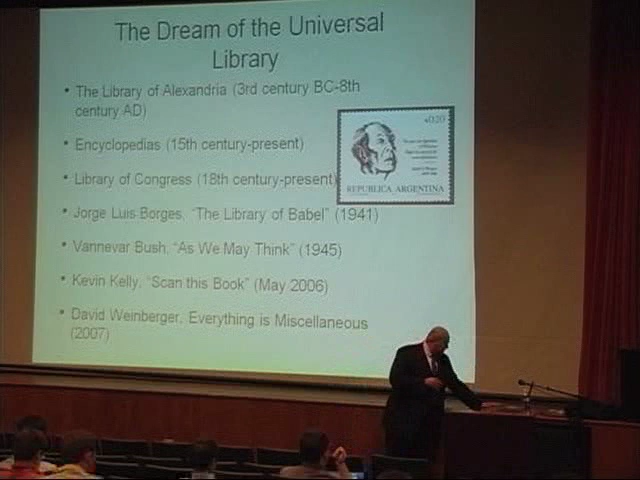 The Dream of the Universal
Library
• The Library of Alexandria (3rd century BC-8th
century AD)
• Encyclopedias (15th century-present)
• Library of Congress (18th century-present)
• Jorge Luis Borges, “The Library of Babel” (1941)
• Vannevar Bush, “As We May Think” (1945)
• Kevin Kelly, “Scan this Book” (May 2006)
• David Weinberger, Everything is Miscellaneous
(2007)
REPUBLICA ARGENTINA